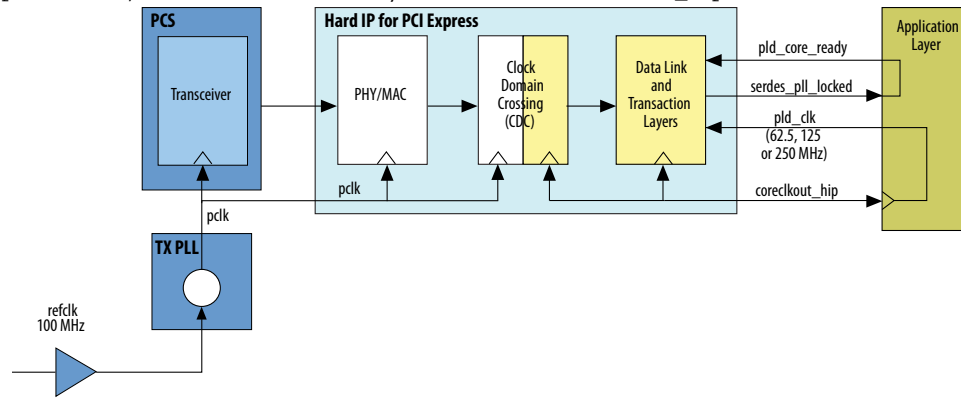 PCS
Hard IP for PCI Express
Application
Layer
Transceiver
PHY/MAC
Clock
Domain
Crossing
(CDC)
Data Link
and
Transaction
Layers
pld_core_ready
serdes_pll_locked
pld_clk
(62.5, 125
or 250 MHz)
coreclkout_hip
pclk
pclk
TX PLL
refclk
100 MHz